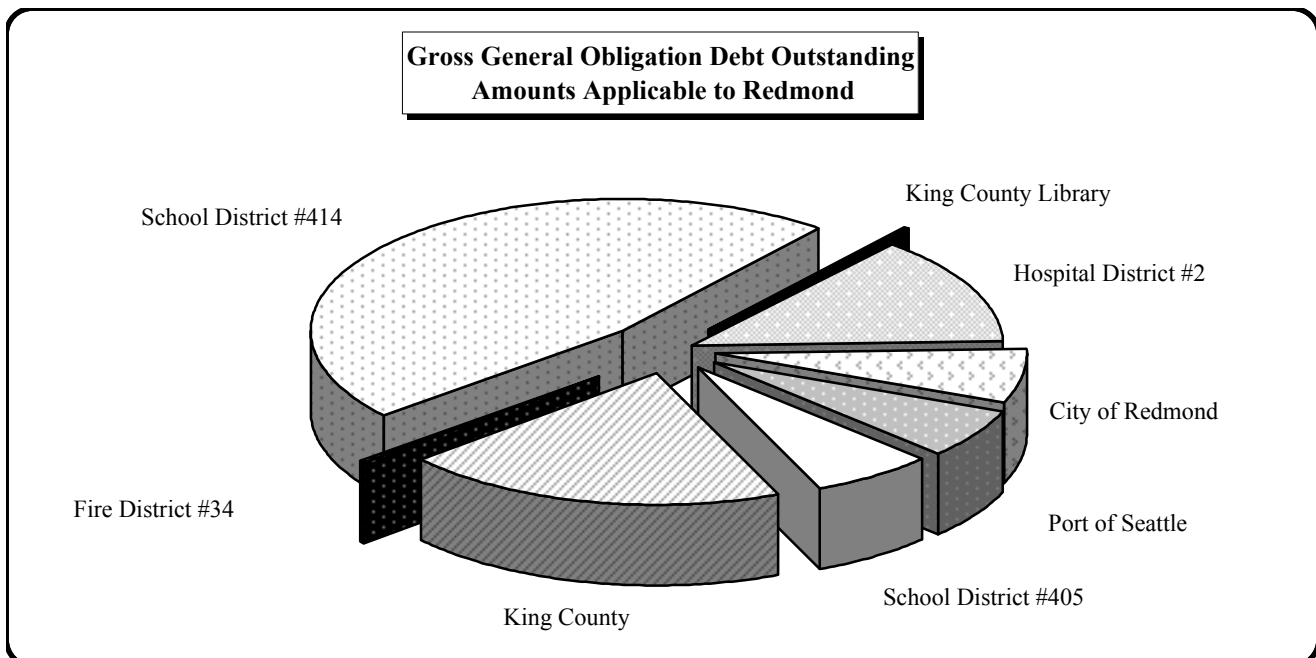 Gross General Obligation Debt Outstanding
Amounts Applicable to Redmond
King County Library
School District #414
Hospital District #2
City of Redmond
Fire District #34
Port of Seattle
School District #405
King County